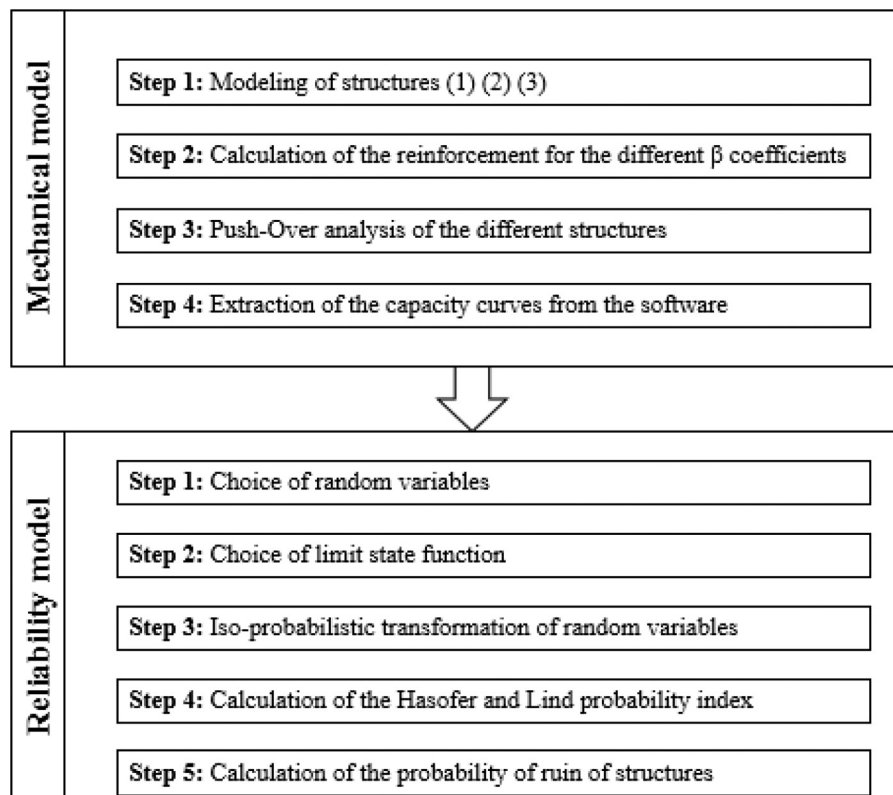 Mechanical model
Step 1: Modeling of structures (1) (2) (3)
Step 2: Calculation of the reinforcement for the different β coefficients
Step 3: Push-Over analysis of the different structures
Step 4: Extraction of the capacity curves from the software
Reliability model
Step 1: Choice of random variables
Step 2: Choice of limit state function
Step 3: Iso-probabilistic transformation of random variables
Step 4: Calculation of the Hasofer and Lind probability index
Step 5: Calculation of the probability of ruin of structures